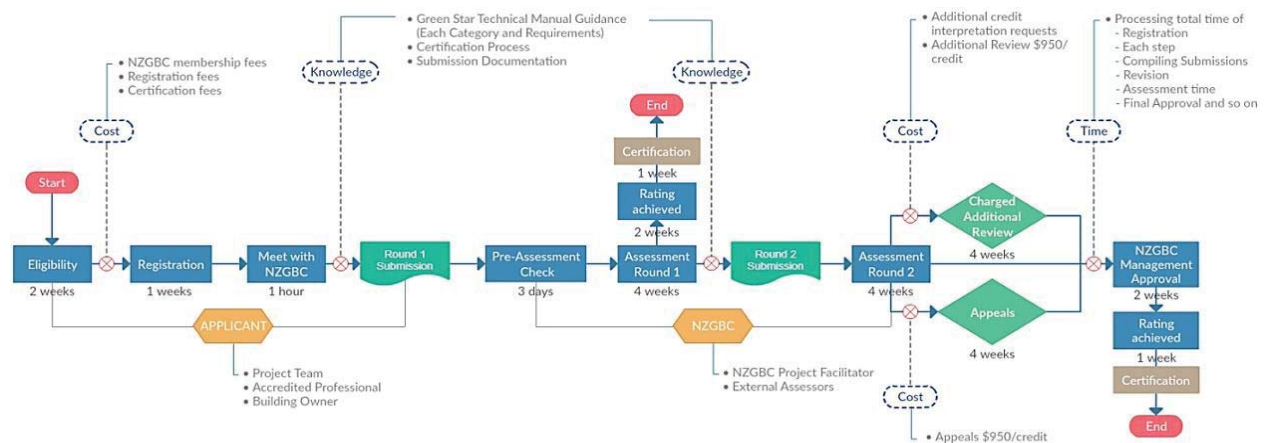 • NZGBC membership fees
• Registration fees
• Certification fees
Cost
• Green Star Technical Manual Guidance
(Each Category and Requirements)
• Certification Process
• Submission Documentation
Knowledge
Knowledge
• Additional credit
interpretation requests
• Additional Review $950/
credit
Cost
• Processing total time of
- Registration
- Each step
- Compiling Submissions
- Revision
- Assessment time
- Final Approval and so on
Time
Start
End
Certification
1 week
Rating
achieved
2 weeks
Eligibility
2 weeks
Registration
1 weeks
Meet with
NZGBC
1 hour
Round 1
Submission
Pre-Assessment
Check
3 days
Assessment
Round 1
4 weeks
Round 2
Submission
Assessment
Round 2
4 weeks
Charged
Additional
Review
4 weeks
Appeals
4 weeks
NZGBC
Management
Approval
2 weeks
Rating
achieved
1 week
Certification
End
APPLICANT
• Project Team
• Accredited Professional
• Building Owner
NZGBC
• NZGBC Project Facilitator
• External Assessors
Cost
• Appeals $950/credit